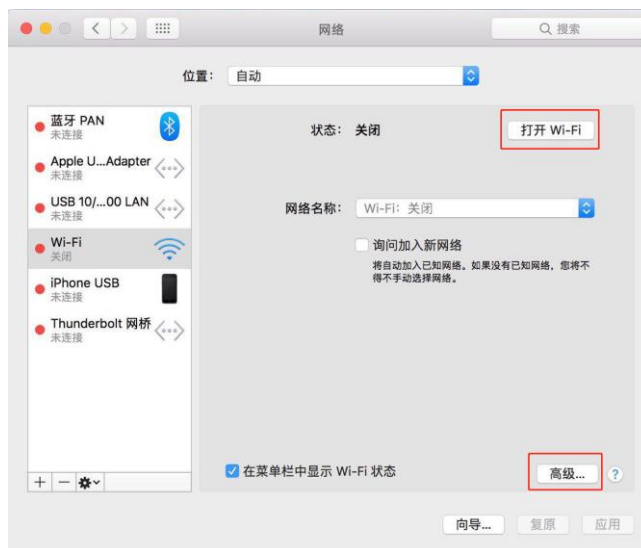 网络
搜索
位置: 自动
蓝牙 PAN
未连接
Apple U...Adapter
未连接
USB 10/...00 LAN
未连接
Wi-Fi
关闭
iPhone USB
未连接
Thunderbolt 网桥
未连接
状态: 关闭
打开 Wi-Fi
网络名称: Wi-Fi: 关闭
询问加入新网络
将自动加入已知网络。如果没有已知网络，您将不
得不手动选择网络。
在菜单栏中显示 Wi-Fi 状态
高级... ?
向导... 复原 应用